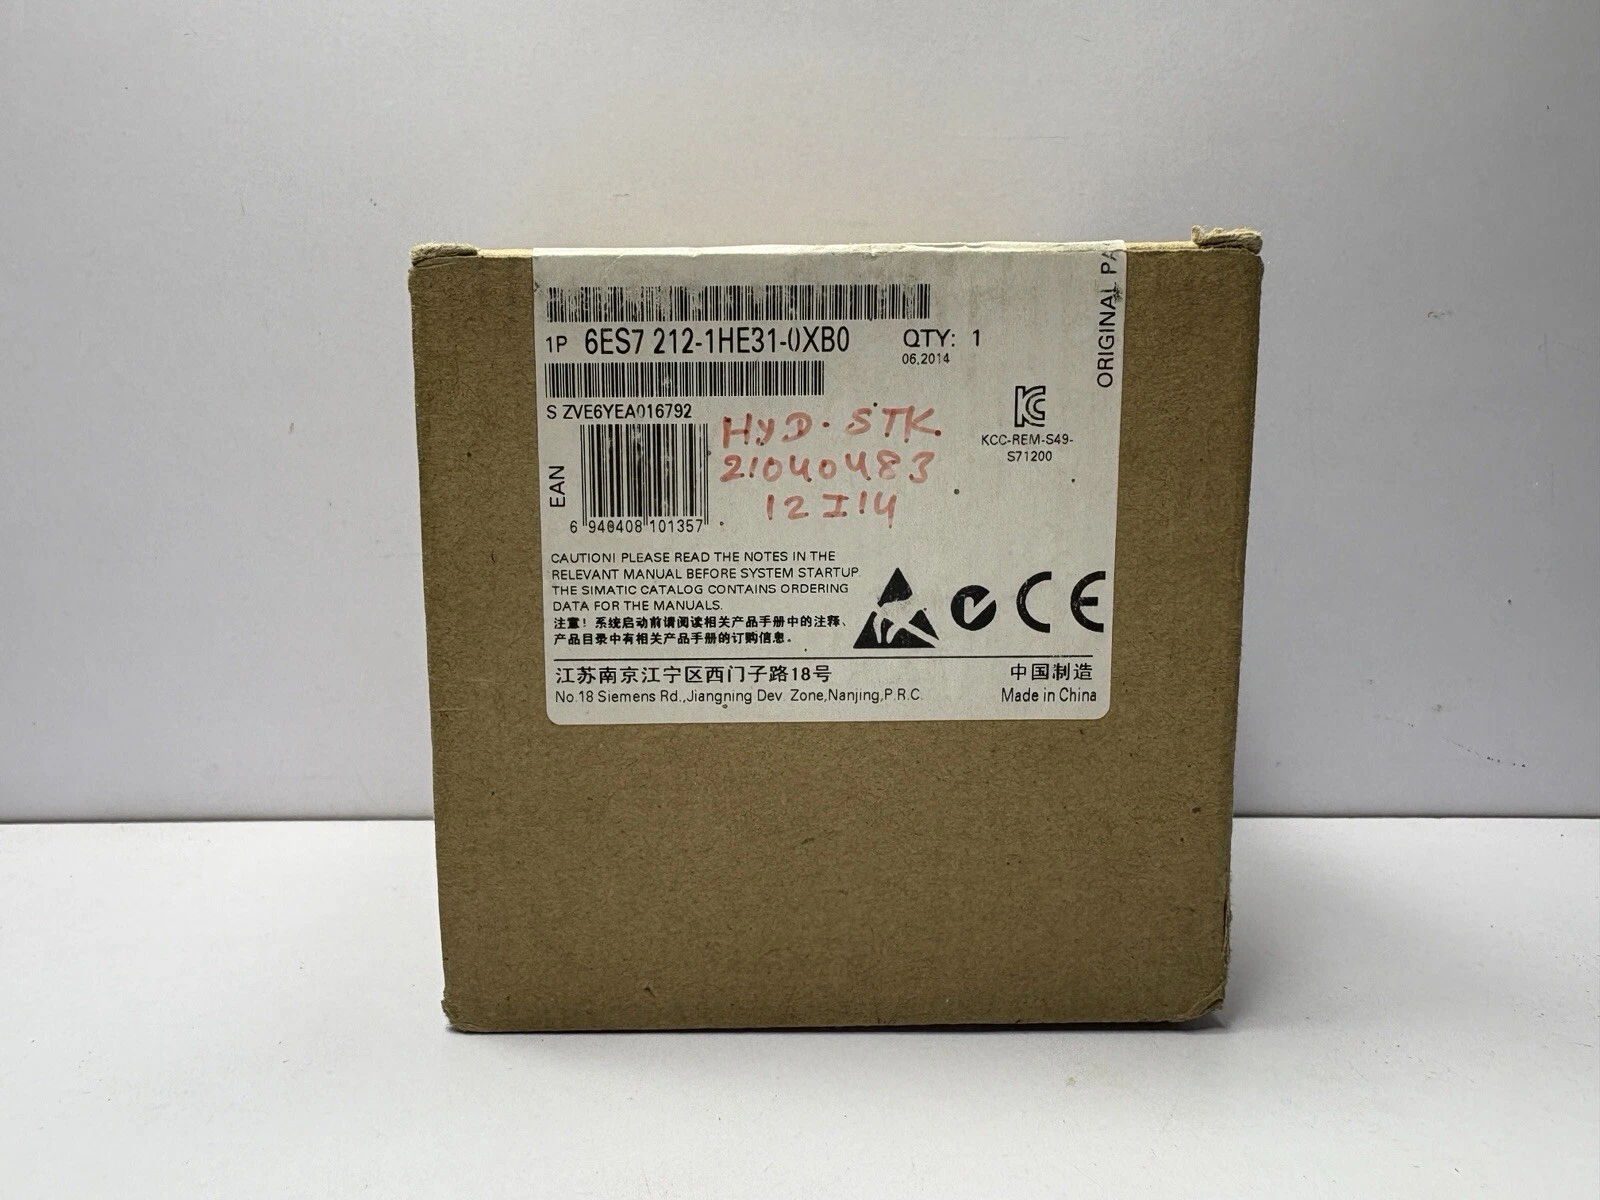 1P 6ES7 212-1HE31-0XB0 QTY: 1
06.2014
ORIGINAL
S ZVE6YEA016792
HYD. STK.
21040483
12I14
KCC-REM-S49-
S71200
EAN
6 940408 101357
CAUTION! PLEASE READ THE NOTES IN THE
RELEVANT MANUAL BEFORE SYSTEM STARTUP.
THE SIMATIC CATALOG CONTAINS ORDERING
DATA FOR THE MANUALS.
注意！系统启动前请阅读相关产品手册中的注释、
产品目录中有相关产品手册的订购信息。
CE
江苏南京江宁区西门子路18号 中国制造
No.18 Siemens Rd.,Jiangning Dev. Zone,Nanjing,P.R.C. Made in China